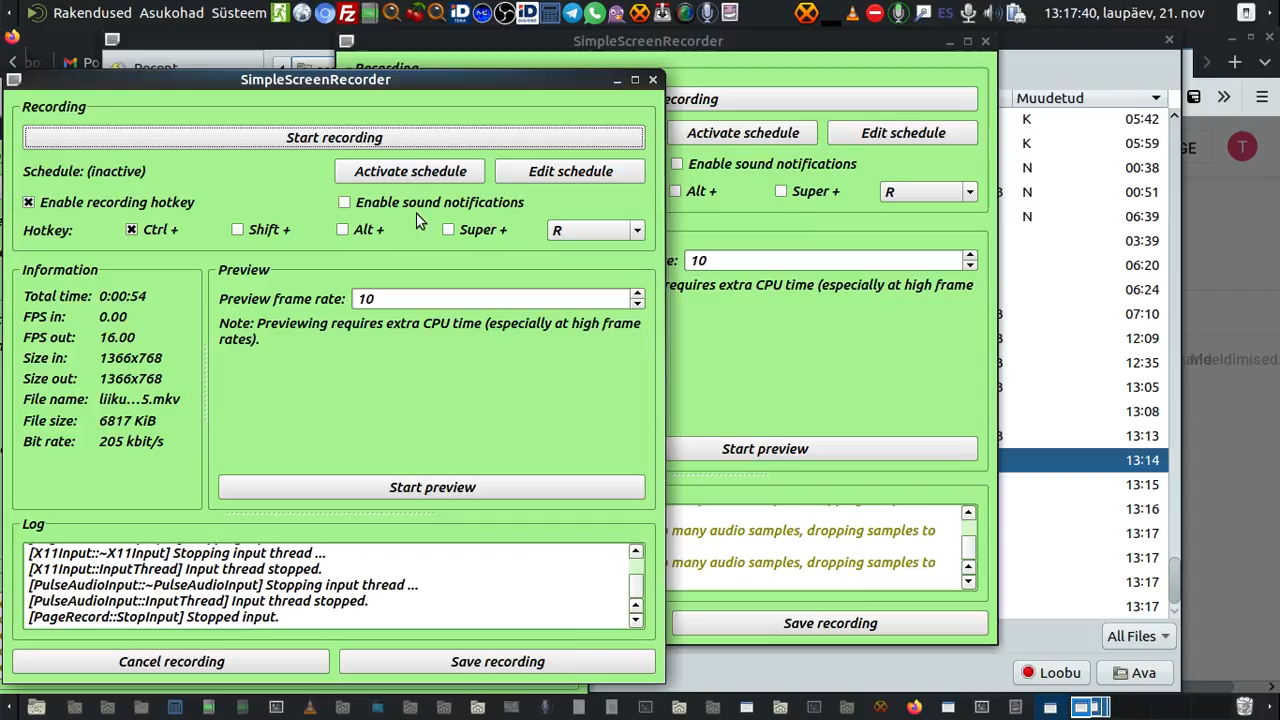 Rakendused Asukohad Süsteem
ES
13:17:40, laupäev, 21. nov
SimpleScreenRecorder
Recent
SimpleScreenRecorder
Recording
Start recording
Schedule: (inactive)
Activate schedule
Edit schedule
Enable recording hotkey
Enable sound notifications
Hotkey:
Ctrl +
Shift +
Alt +
Super +
R
Information
Total time: 0:00:54
FPS in: 0.00
FPS out: 16.00
Size in: 1366x768
Size out: 1366x768
File name: liiku...5.mkv
File size: 6817 KiB
Bit rate: 205 kbit/s
Preview
Preview frame rate: 10
Note: Previewing requires extra CPU time (especially at high frame
rates).
Start preview
Log
[X11Input::~X11Input] Stopping input thread ...
[X11Input::InputThread] Input thread stopped.
[PulseAudioInput::~PulseAudioInput] Stopping input thread ...
[PulseAudioInput::InputThread] Input thread stopped.
[PageRecord::StopInput] Stopped input.
Cancel recording
Save recording
Recording
ecording
Activate schedule
Edit schedule
Enable sound notifications
Alt +
Super +
R
e: 10
requires extra CPU time (especially at high frame
Start preview
many audio samples, dropping samples to
many audio samples, dropping samples to
Save recording
Muudetud
K 05:42
K 05:59
N 00:38
N 00:51
N 06:39
03:39
06:20
06:24
07:10
12:09
12:35
13:05
13:08
13:13
13:14
13:15
13:16
13:17
13:17
13:17
13:17
All Files
Loobu
Ava
GE
T